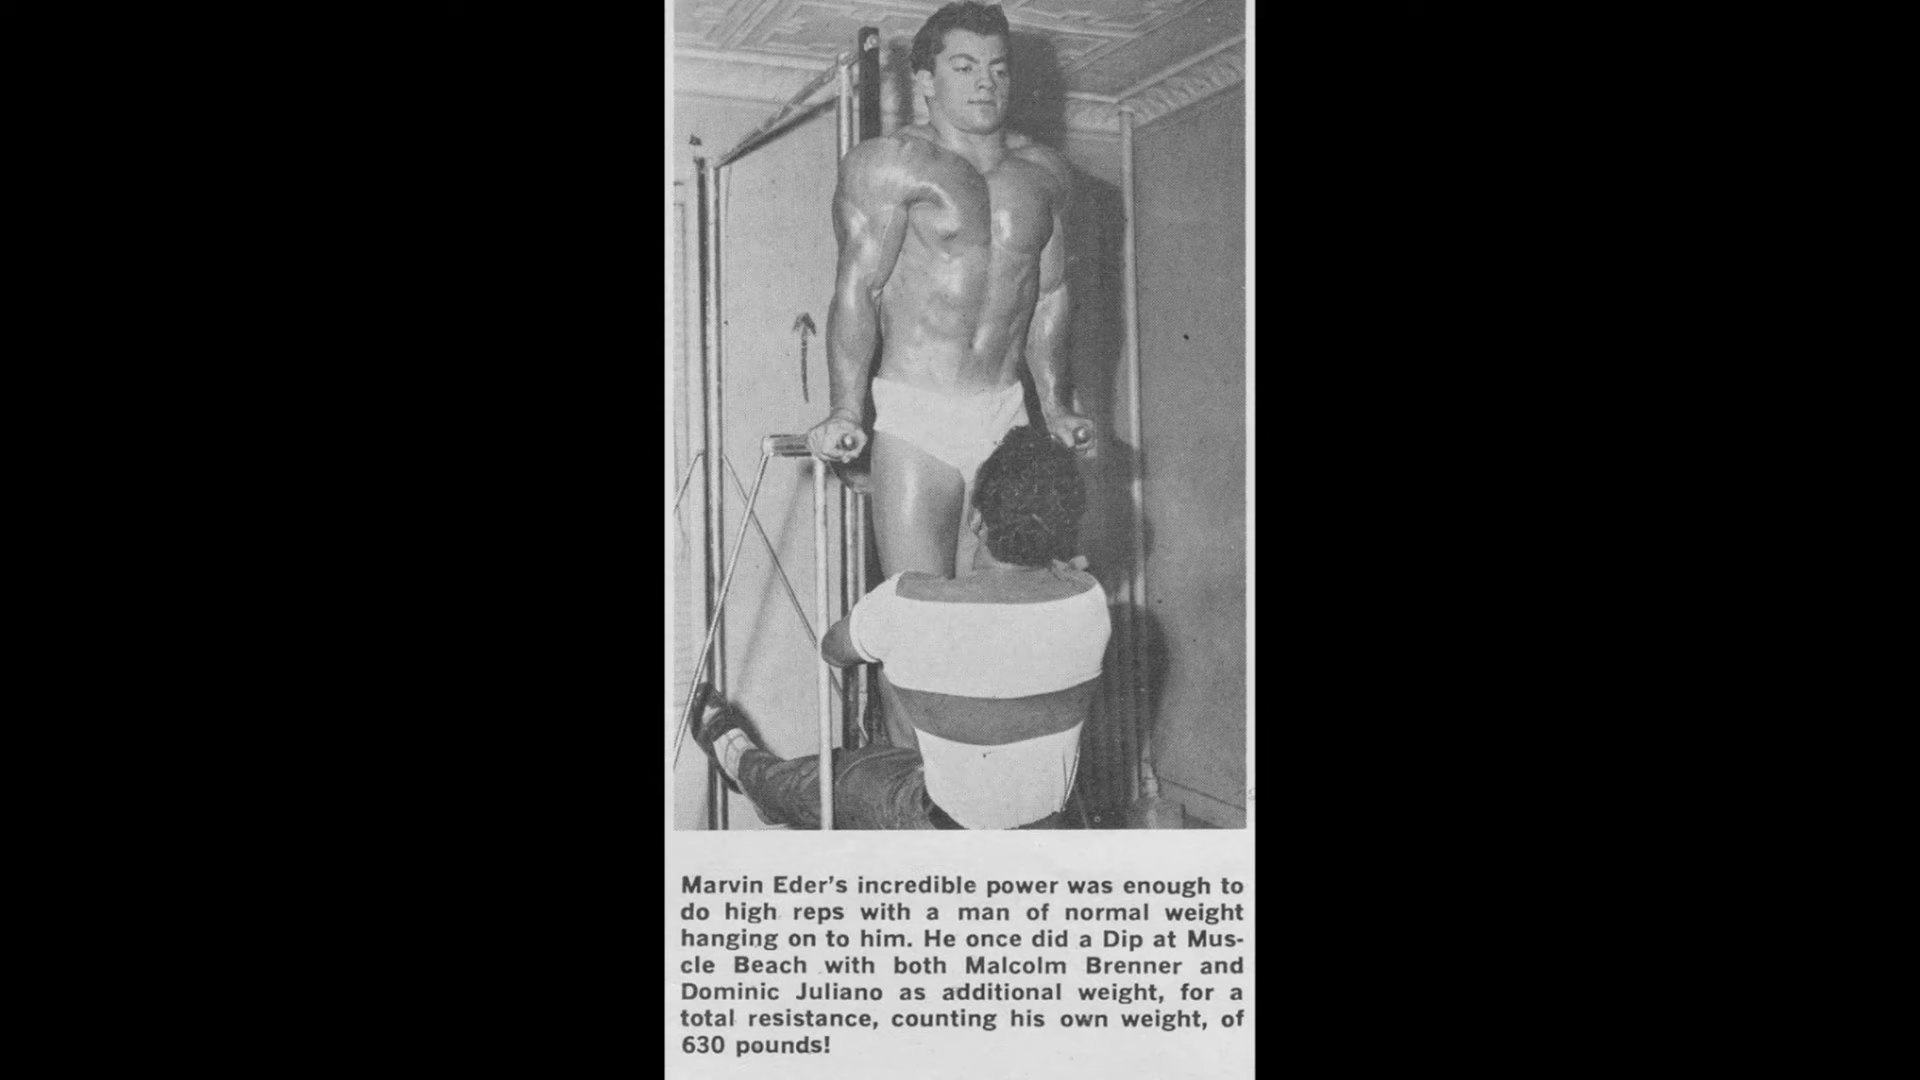 Marvin Eder's incredible power was enough to
do high reps with a man of normal weight
hanging on to him. He once did a Dip at Mus-
cle Beach with both Malcolm Brenner and
Dominic Juliano as additional weight, for a
total resistance, counting his own weight, of
630 pounds!